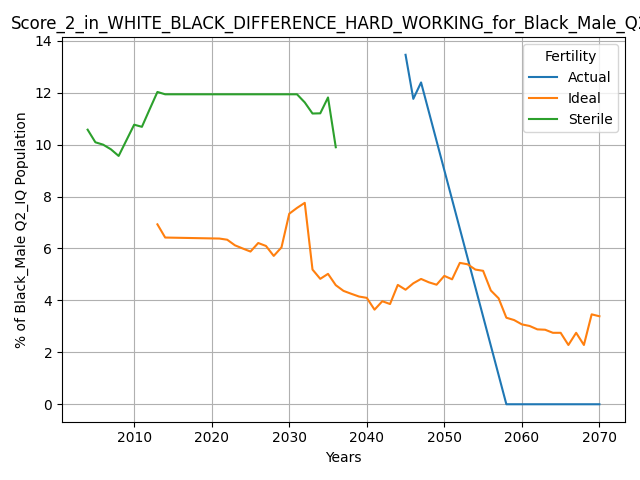 Score_2_in_WHITE_BLACK_DIFFERENCE_HARD_WORKING_for_Black_Male_Q2
14
12
10
8
6
4
2
0
% of Black_Male Q2_IQ Population
Fertility
Actual
Ideal
Sterile
2010 2020 2030 2040 2050 2060 2070
Years